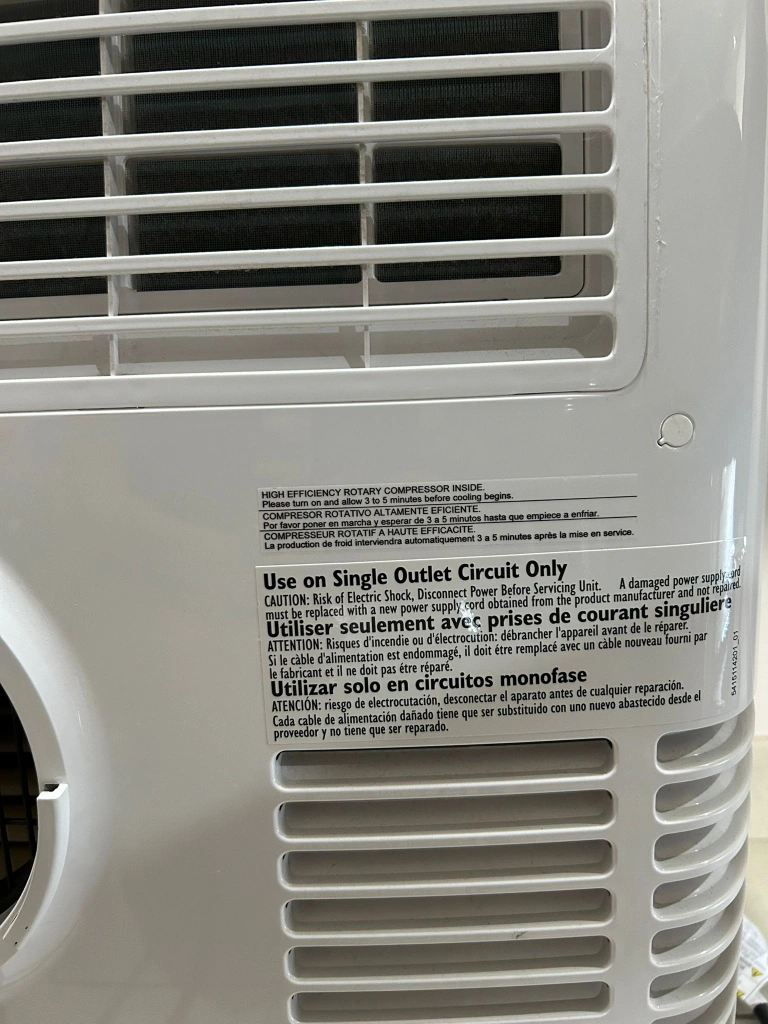 HIGH EFFICIENCY ROTARY COMPRESSOR INSIDE.
Please turn on and allow 3 to 5 minutes before cooling begins.
COMPRESOR ROTATIVO ALTAMENTE EFICIENTE.
Por favor poner en marcha y esperar de 3 a 5 minutos hasta que empiece a enfriar.
COMPRESSEUR ROTATIF A HAUTE EFFICACITE.
La production de froid interviendra automatiquement 3 a 5 minutes après la mise en service.
Use on Single Outlet Circuit Only
CAUTION: Risk of Electric Shock, Disconnect Power Before Servicing Unit. A damaged power supply cord
must be replaced with a new power supply cord obtained from the product manufacturer and not repaired.
Utiliser seulement avec prises de courant singuliere
ATTENTION: Risques d'incendie ou d'électrocution: débrancher l'appareil avant de le réparer.
Si le càble d'alimentation est endommagé, il doit étre remplacé avec un càble nouveau fourni par
le fabricant et il ne doit pas étre réparé.
Utilizar solo en circuitos monofase
ATENCIÓN: riesgo de electrocutación, desconectar el aparato antes de cualquier reparación.
Cada cable de alimentación dañado tiene que ser substituido con uno nuevo abastecido desde el
proveedor y no tiene que ser reparado.
5415114201_01